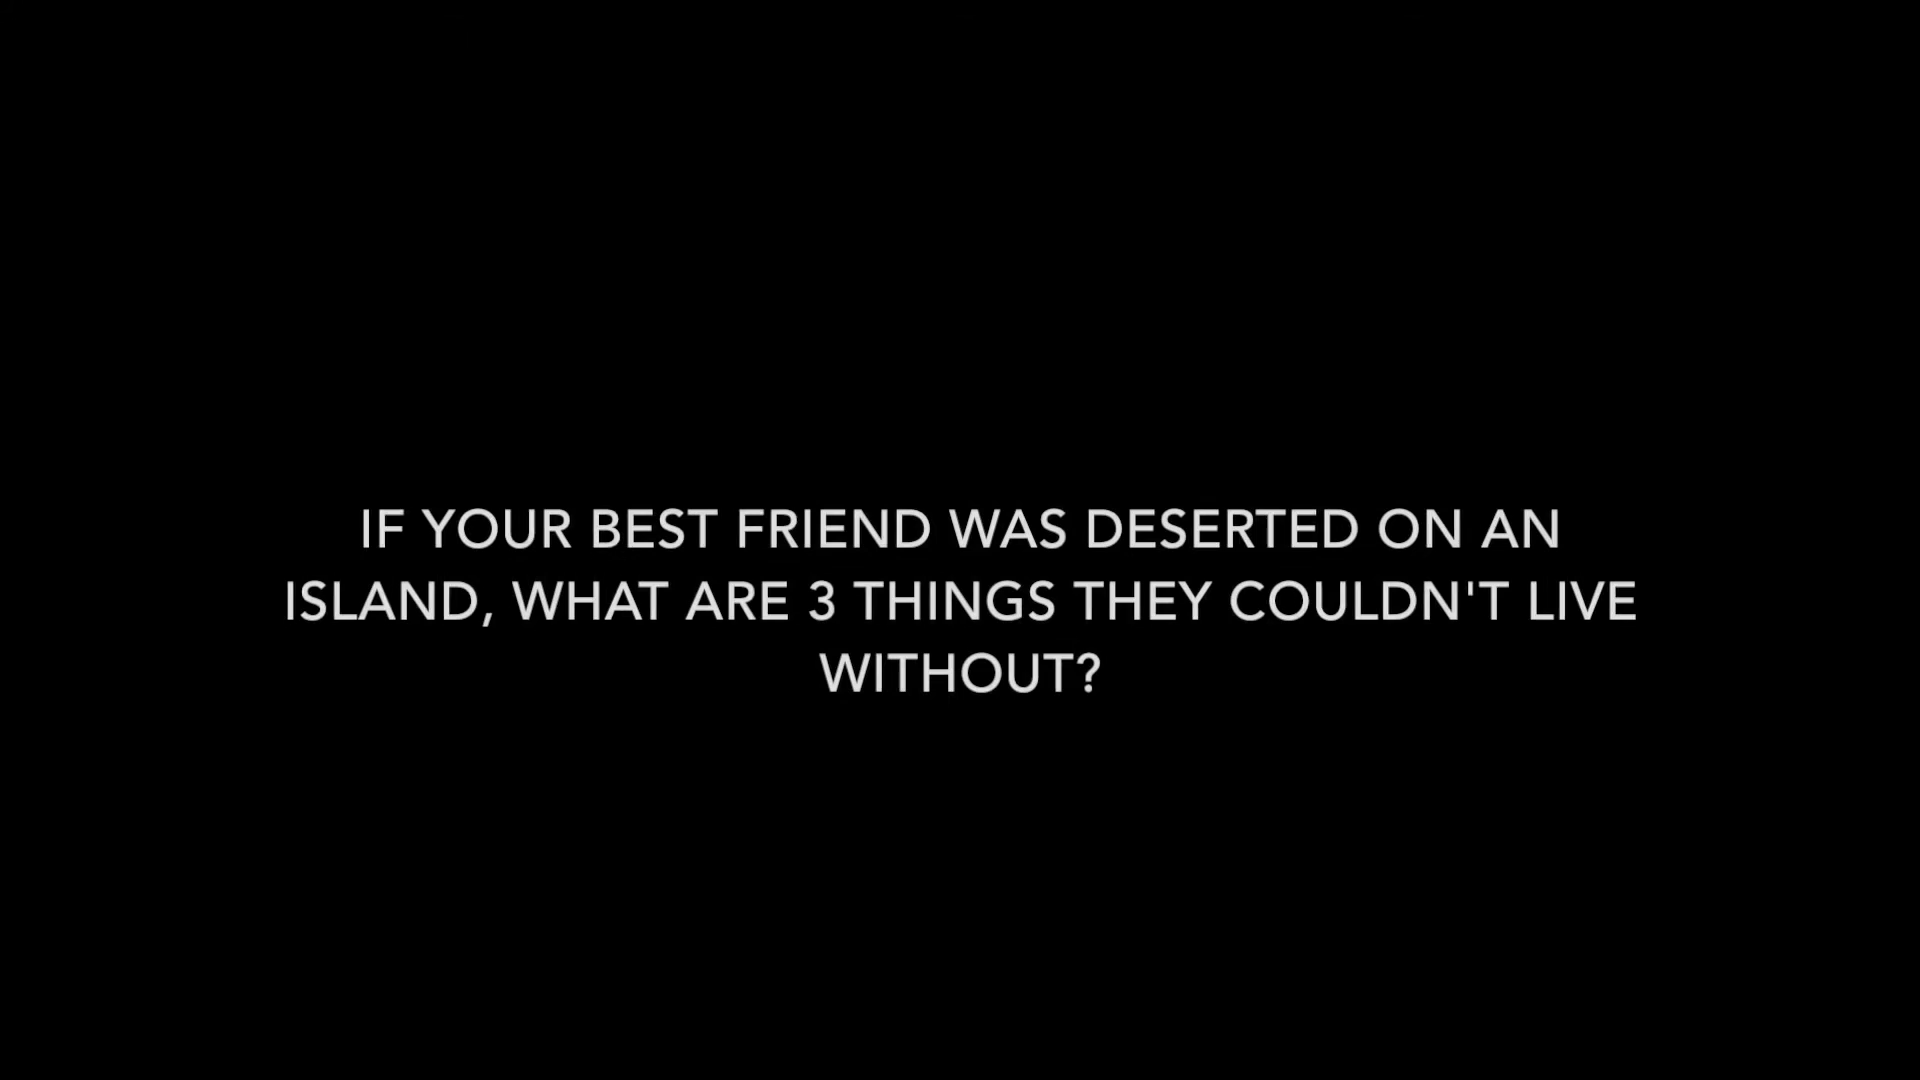 IF YOUR BEST FRIEND WAS DESERTED ON AN
ISLAND, WHAT ARE 3 THINGS THEY COULDN'T LIVE
WITHOUT?